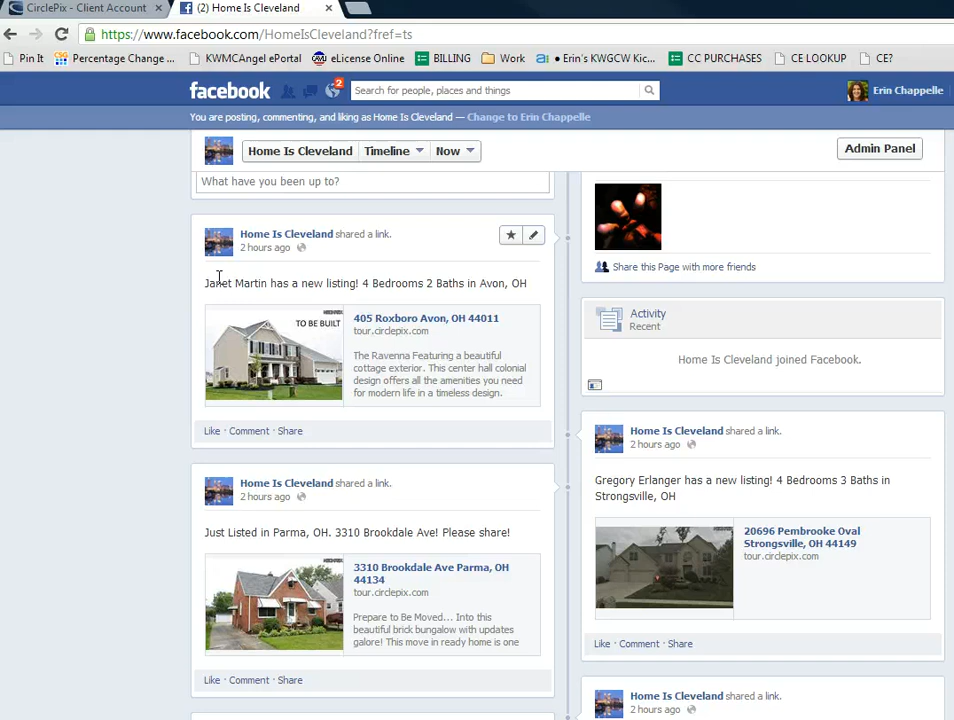 CirclePix - Client Account
(2) Home Is Cleveland
https://www.facebook.com/HomeIsCleveland?fref=ts
Pin It
Percentage Change ...
KWMCAngel ePortal
eLicense Online
BILLING
Work
• Erin's KWGCW Kic...
CC PURCHASES
CE LOOKUP
CE?
facebook
2
Search for people, places and things
Erin Chappelle
You are posting, commenting, and liking as Home Is Cleveland — Change to Erin Chappelle
Home Is Cleveland
Timeline
Now
Admin Panel
What have you been up to?
Home Is Cleveland shared a link.
2 hours ago
Janet Martin has a new listing! 4 Bedrooms 2 Baths in Avon, OH
TO BE BUILT
405 Roxboro Avon, OH 44011
tour.circlepix.com
The Ravenna Featuring a beautiful
cottage exterior. This center hall colonial
design offers all the amenities you need
for modern life in a timeless design.
Like · Comment · Share
Home Is Cleveland shared a link.
2 hours ago
Just Listed in Parma, OH. 3310 Brookdale Ave! Please share!
3310 Brookdale Ave Parma, OH
44134
tour.circlepix.com
Prepare to Be Moved... Into this
beautiful brick bungalow with updates
galore! This move in ready home is one
Like · Comment · Share
Share this Page with more friends
Activity
Recent
Home Is Cleveland joined Facebook.
Home Is Cleveland shared a link.
2 hours ago
Gregory Erlanger has a new listing! 4 Bedrooms 3 Baths in
Strongsville, OH
20696 Pembrooke Oval
Strongsville, OH 44149
tour.circlepix.com
Like · Comment · Share
Home Is Cleveland shared a link.
2 hours ago